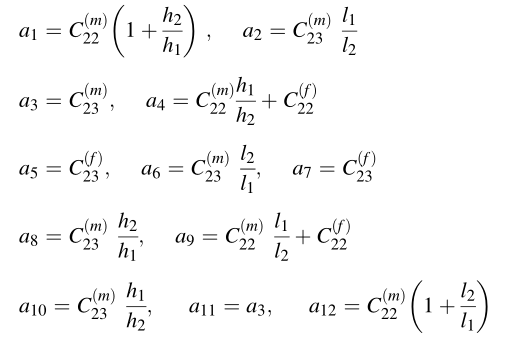 a_1 = C_{22}^{(m)} \left( 1 + \frac{h_2}{h_1} \right) , \quad a_2 = C_{23}^{(m)} \frac{l_1}{l_2}
a_3 = C_{23}^{(m)}, \quad a_4 = C_{22}^{(m)} \frac{h_1}{h_2} + C_{22}^{(f)}
a_5 = C_{23}^{(f)}, \quad a_6 = C_{23}^{(m)} \frac{l_2}{l_1}, \quad a_7 = C_{23}^{(f)}
a_8 = C_{23}^{(m)} \frac{h_2}{h_1}, \quad a_9 = C_{22}^{(m)} \frac{l_1}{l_2} + C_{22}^{(f)}
a_{10} = C_{23}^{(m)} \frac{h_1}{h_2}, \quad a_{11} = a_3, \quad a_{12} = C_{22}^{(m)} \left( 1 + \frac{l_2}{l_1} \right)